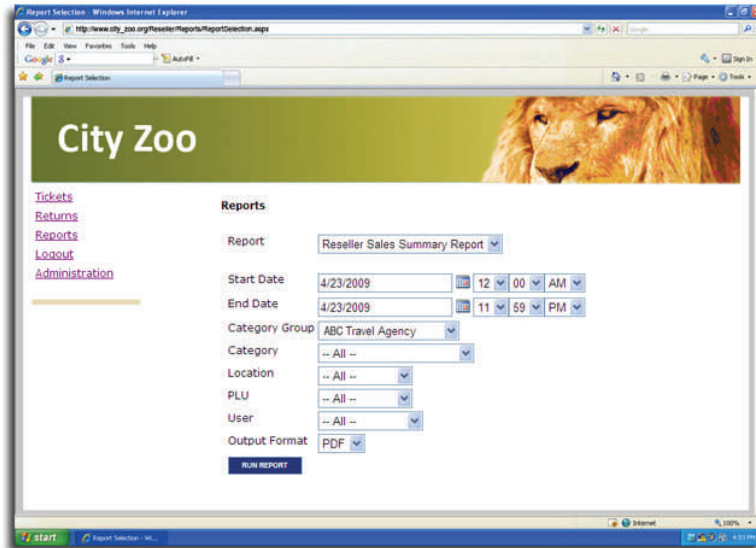 Report Selection - Windows Internet Explorer
http://www.city_zoo.org/Reseller/Reports/ReportSelection.aspx
Google
File Edit View Favorites Tools Help
Google AutoFill Sign In
Report Selection Page Tools
City Zoo
Tickets
Returns
Reports
Logout
Administration
Reports
Report Reseller Sales Summary Report
Start Date 4/23/2009 12 00 AM
End Date 4/23/2009 11 59 PM
Category Group ABC Travel Agency
Category -- All --
Location -- All --
PLU -- All --
User -- All --
Output Format PDF
RUN REPORT
Internet 100%
start Report Selection - Wi...